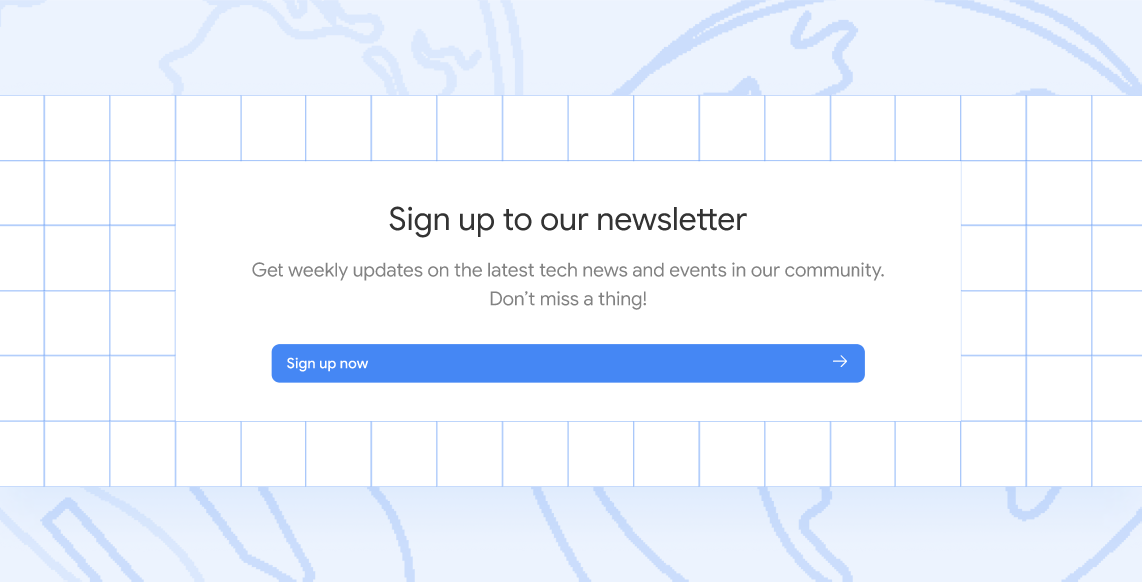 Sign up to our newsletter
Get weekly updates on the latest tech news and events in our community.
Don’t miss a thing!
Sign up now